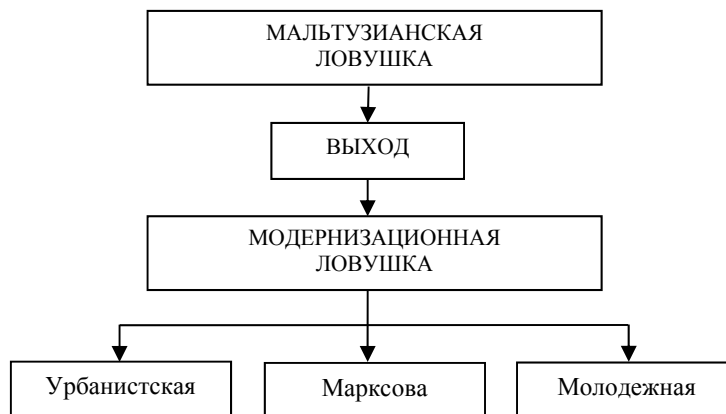 МАЛЬТУЗИАНСКАЯ
ЛОВУШКА
ВЫХОД
МОДЕРНИЗАЦИОННАЯ
ЛОВУШКА
Урбанистская
Марксова
Молодежная